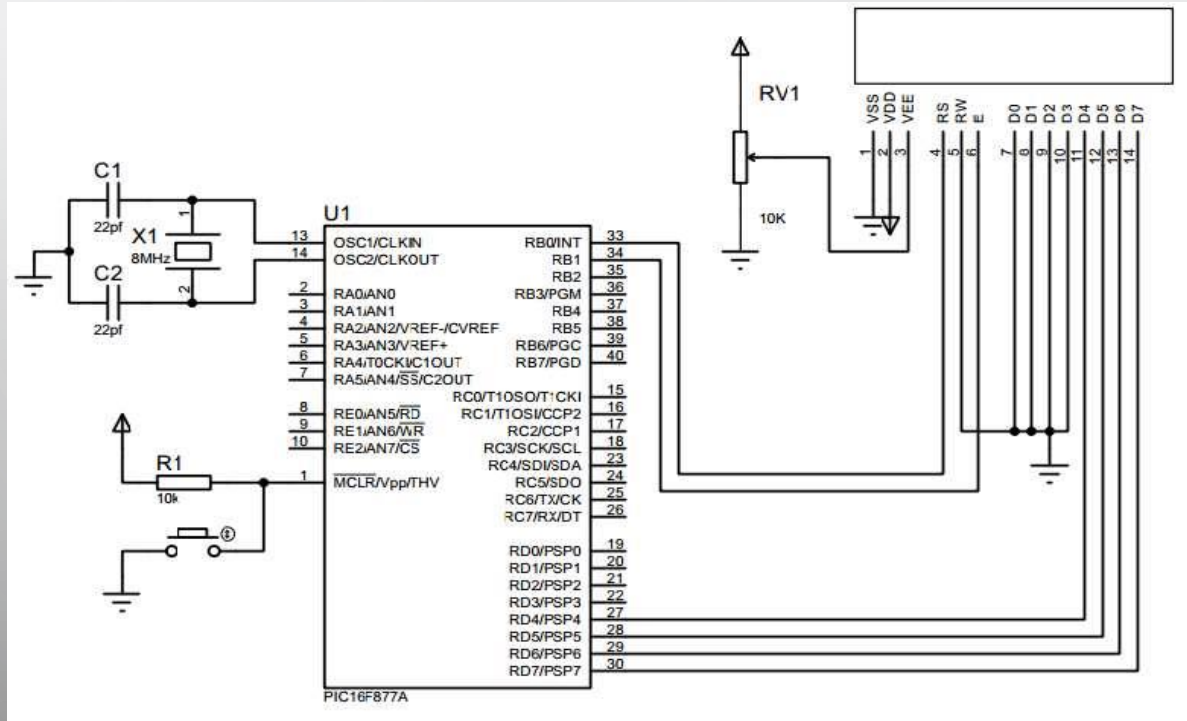 RV1
10K
VSS
VDD
VEE
RS
RW
E
D0
D1
D2
D3
D4
D5
D6
D7
1
2
3
4
5
6
7
8
9
10
11
12
13
14
C1
22pf
X1
8MHz
1
2
C2
22pf
R1
10k
U1
13 OSC1/CLKIN
14 OSC2/CLKOUT
2 RA0/AN0
3 RA1/AN1
4 RA2/AN2/VREF-/CVREF
5 RA3/AN3/VREF+
6 RA4/T0CKI/C1OUT
7 RA5/AN4/SS/C2OUT
8 RE0/AN5/RD
9 RE1/AN6/WR
10 RE2/AN7/CS
1 MCLR/Vpp/THV
RB0/INT 33
RB1 34
RB2 35
RB3/PGM 36
RB4 37
RB5 38
RB6/PGC 39
RB7/PGD 40
RC0/T1OSO/T1CKI 15
RC1/T1OSI/CCP2 16
RC2/CCP1 17
RC3/SCK/SCL 18
RC4/SDI/SDA 23
RC5/SDO 24
RC6/TX/CK 25
RC7/RX/DT 26
RD0/PSP0 19
RD1/PSP1 20
RD2/PSP2 21
RD3/PSP3 22
RD4/PSP4 27
RD5/PSP5 28
RD6/PSP6 29
RD7/PSP7 30
PIC16F877A